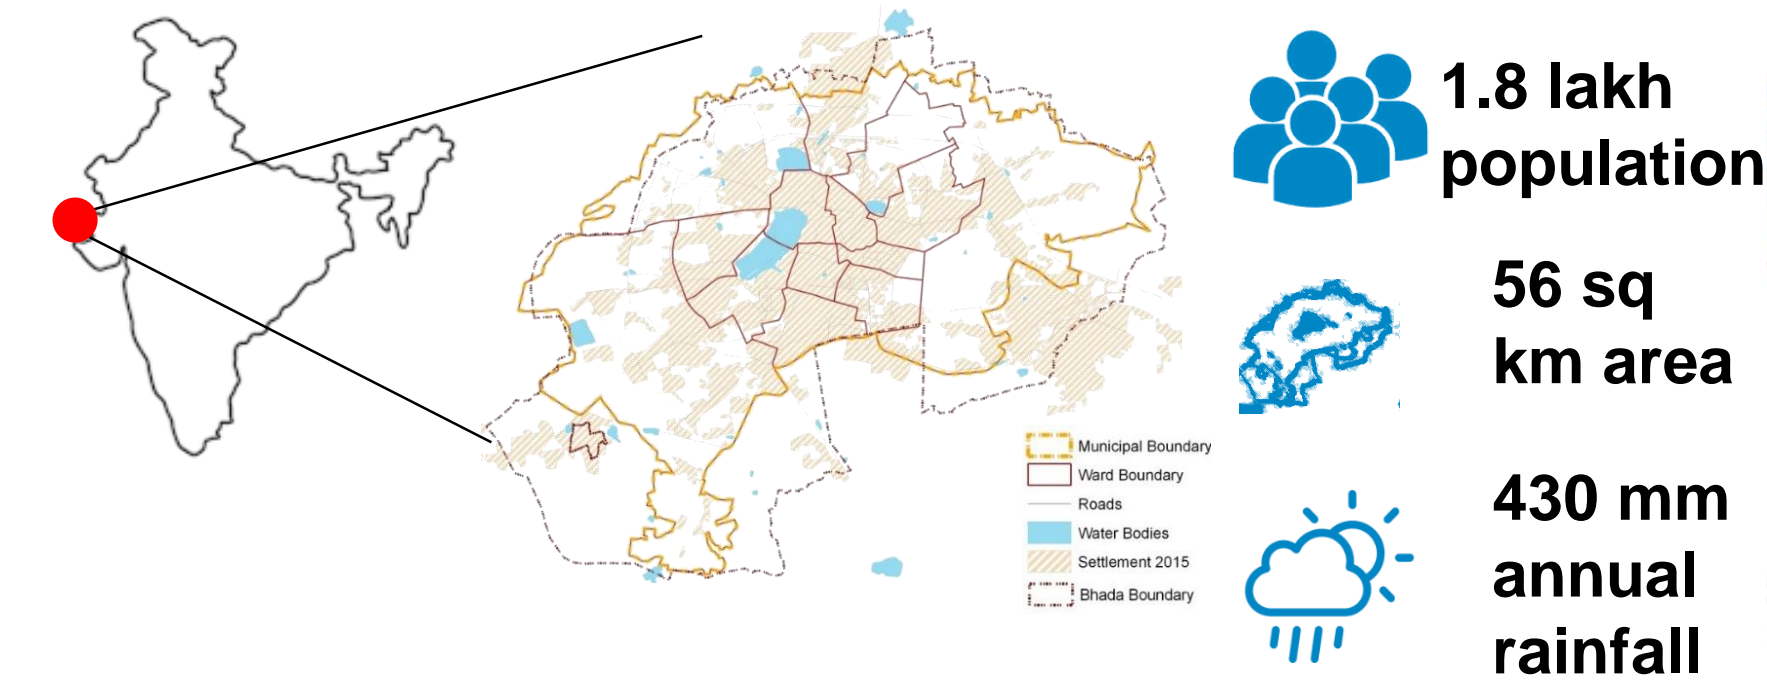 1.8 lakh
population
56 sq
km area
430 mm
annual
rainfall
Municipal Boundary
Ward Boundary
Roads
Water Bodies
Settlement 2015
Bhada Boundary